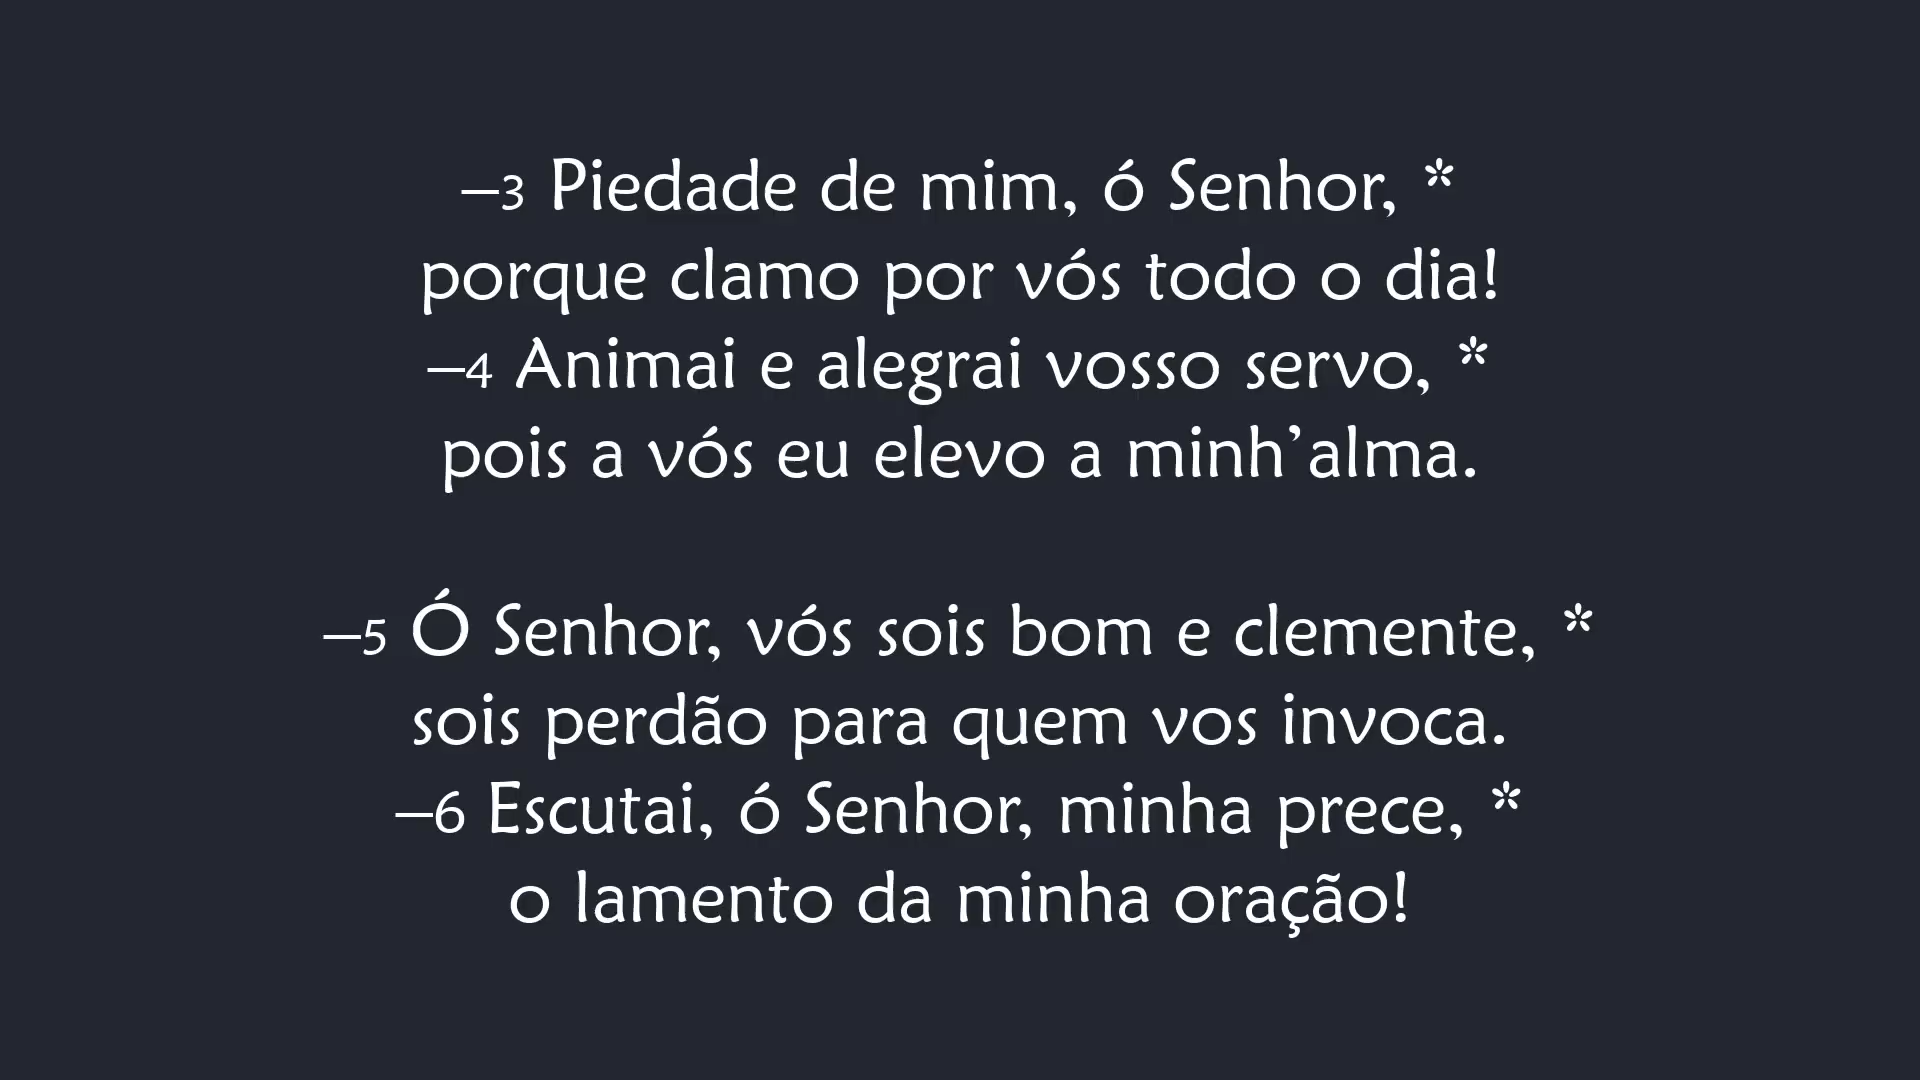 –3 Piedade de mim, ó Senhor, *
porque clamo por vós todo o dia!
–4 Animai e alegrai vosso servo, *
pois a vós eu elevo a minh’alma.
–5 Ó Senhor, vós sois bom e clemente, *
sois perdão para quem vos invoca.
–6 Escutai, ó Senhor, minha prece, *
o lamento da minha oração!